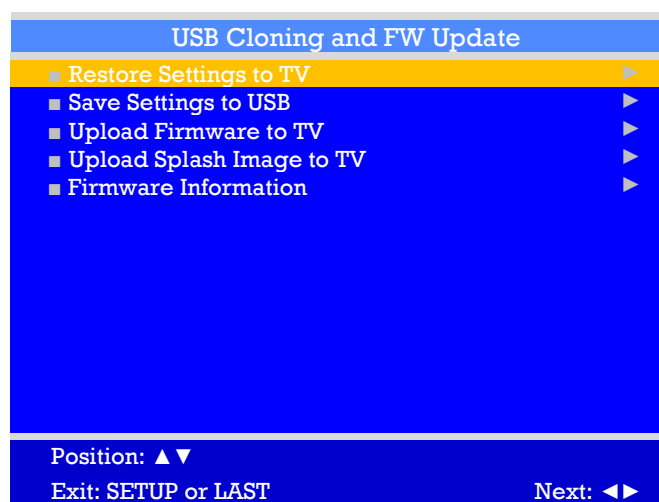 USB Cloning and FW Update
■ Restore Settings to TV ►
■ Save Settings to USB ►
■ Upload Firmware to TV ►
■ Upload Splash Image to TV ►
■ Firmware Information ►
Position: ▲▼
Exit: SETUP or LAST Next: ◄►